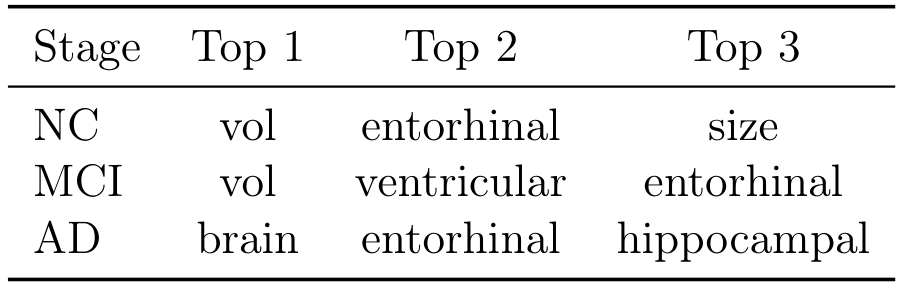 Stage Top 1 Top 2 Top 3
NC vol entorhinal size
MCI vol ventricular entorhinal
AD brain entorhinal hippocampal